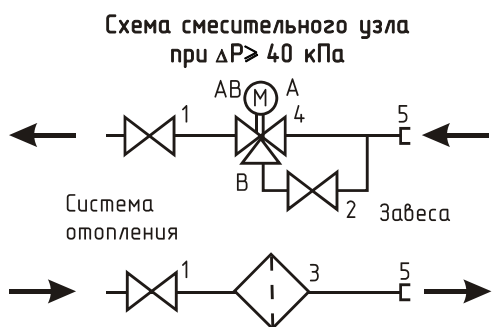 Схема смесительного узла
при ΔP⩾ 40 кПа
AB M A
1 4 5
B
2
Система
отопления
Завеса
1 3 5